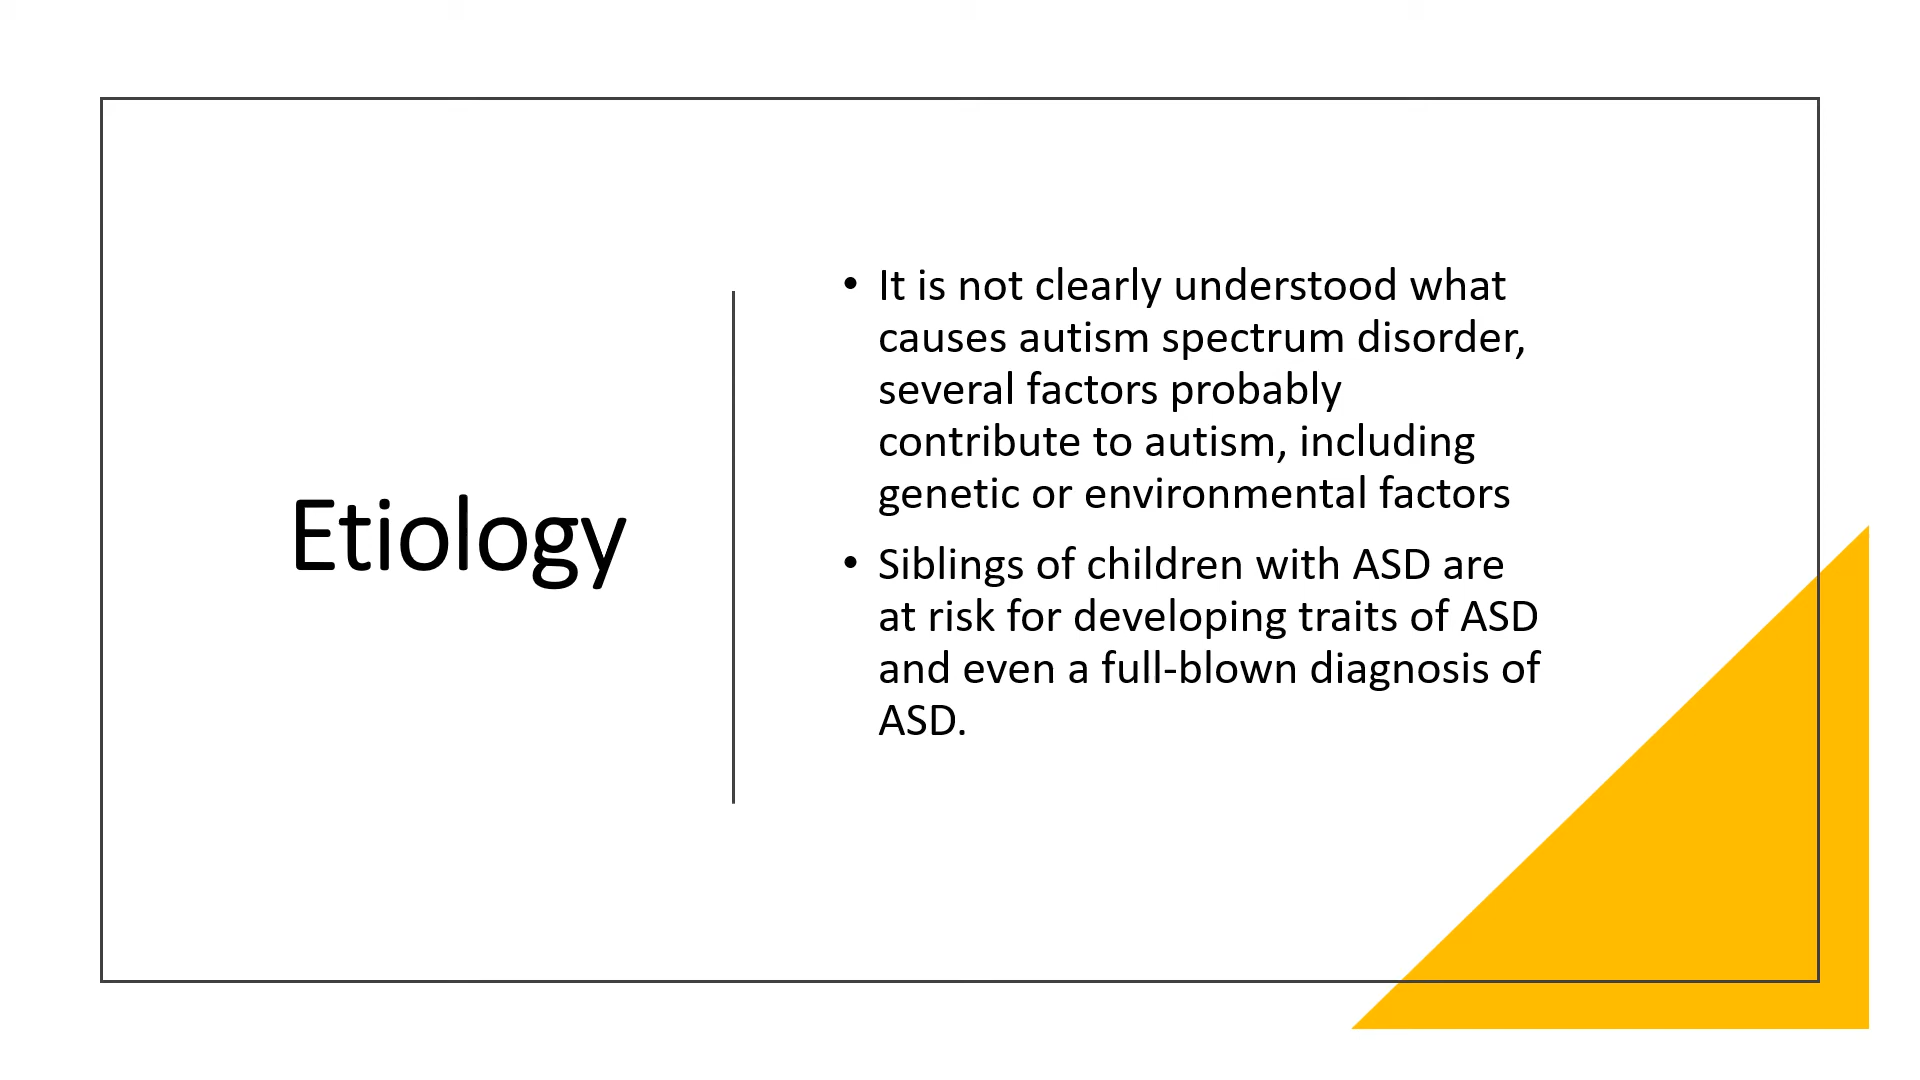 Etiology
• It is not clearly understood what
causes autism spectrum disorder,
several factors probably
contribute to autism, including
genetic or environmental factors
• Siblings of children with ASD are
at risk for developing traits of ASD
and even a full-blown diagnosis of
ASD.